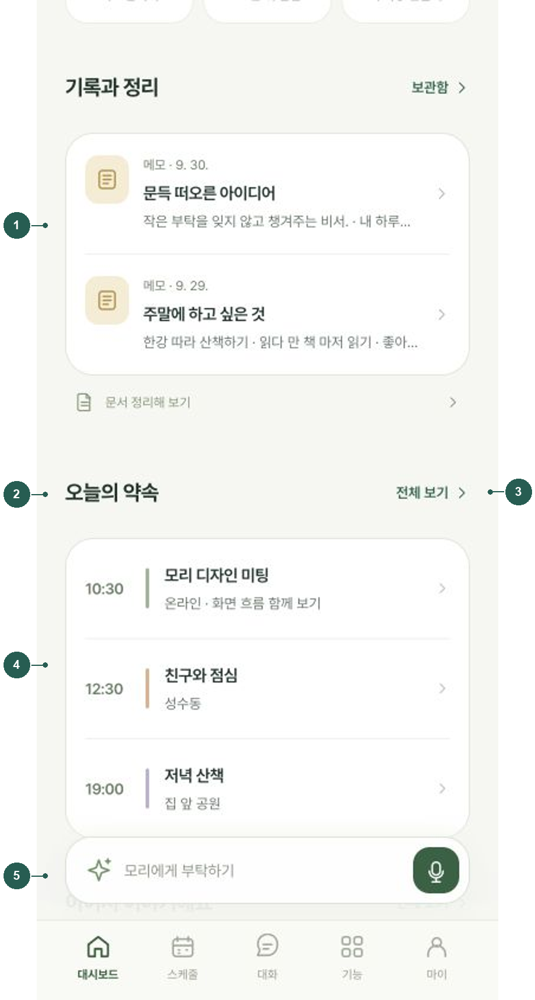 기록과 정리
보관함
메모 · 9. 30.
문득 떠오른 아이디어
작은 부탁을 잊지 않고 챙겨주는 비서. · 내 하루...
1
메모 · 9. 29.
주말에 하고 싶은 것
한강 따라 산책하기 · 읽다 만 책 마저 읽기 · 좋아...
문서 정리해 보기
2
오늘의 약속
전체 보기
3
10:30
모리 디자인 미팅
온라인 · 화면 흐름 함께 보기
4
12:30
친구와 점심
성수동
19:00
저녁 산책
집 앞 공원
5
모리에게 부탁하기
대시보드
스케줄
대화
기능
마이